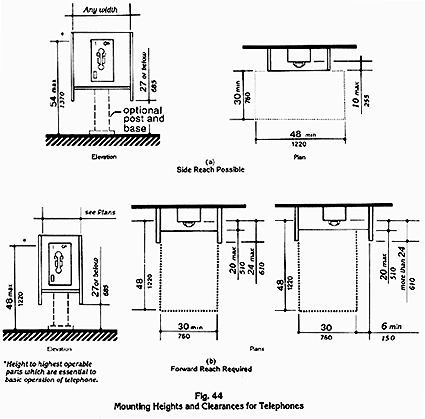 Any width
*
54 max
1370
27 or below
685
optional
post and
base
Elevation
30 min
760
10 max
255
48 min
1220
Plan
(a)
Side Reach Possible
see Plans
*
48 max
1220
27 or below
685
Elevation
48
1220
20 max
510
24 max
610
30 min
760
48
1220
20 max
510
more than 24
610
30
760
6 min
150
Plans
*Height to highest operable
parts which are essential to
basic operation of telephone.
(b)
Forward Reach Required
Fig. 44
Mounting Heights and Clearances for Telephones